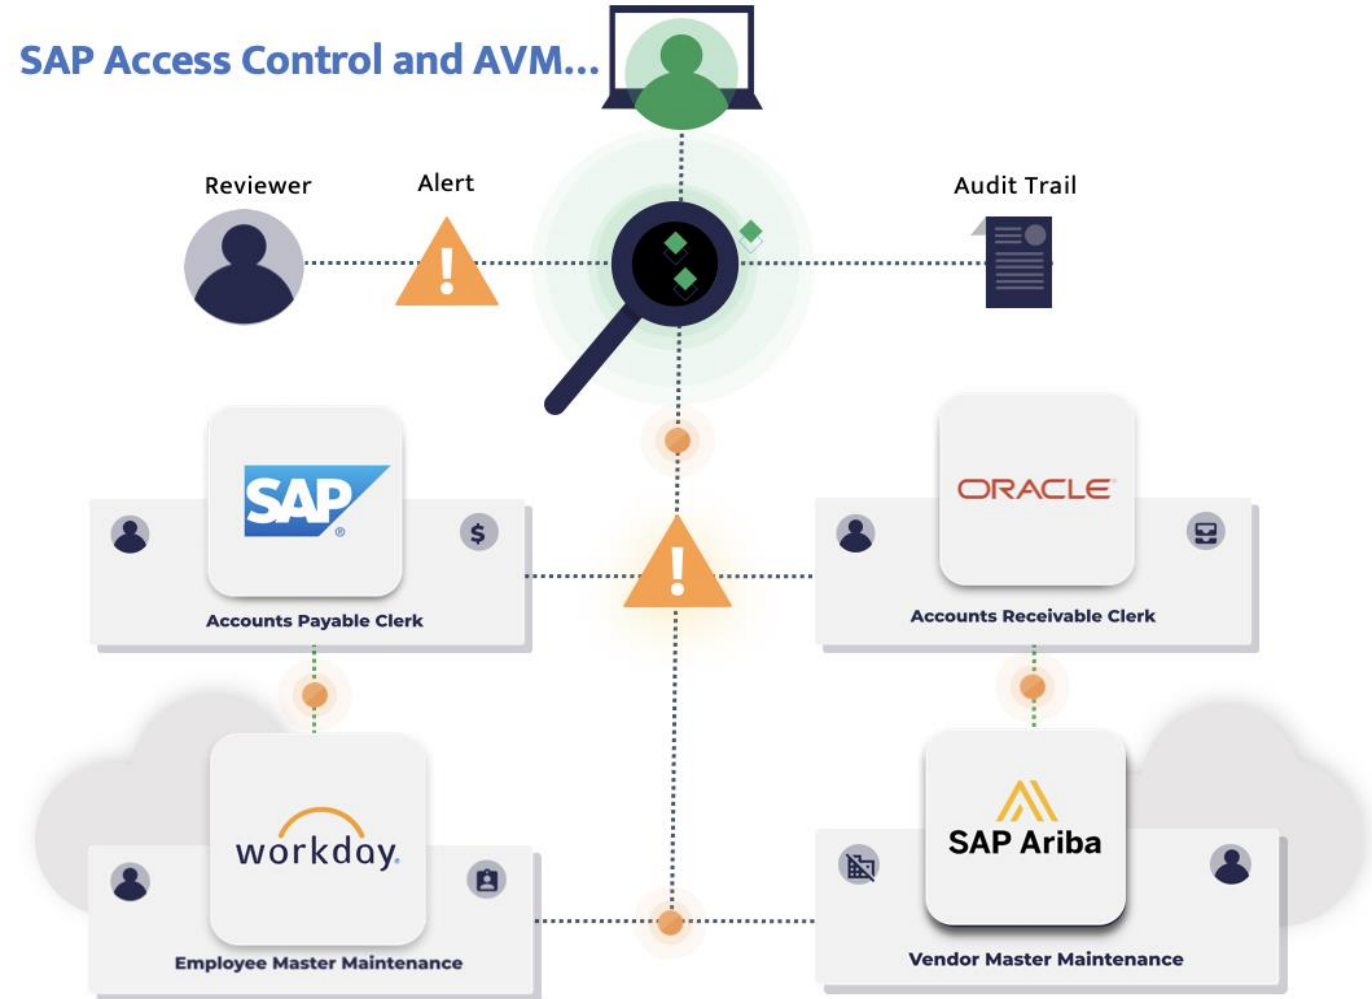 SAP Access Control and AVM...
Reviewer
Alert
Audit Trail
!
SAP
®
$
ORACLE
!
Accounts Payable Clerk
Accounts Receivable Clerk
workday.
SAP Ariba
Employee Master Maintenance
Vendor Master Maintenance